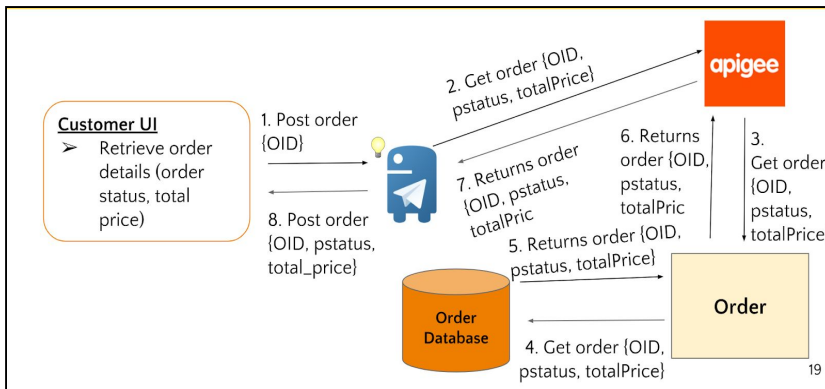 Customer UI
➤ Retrieve order
details (order
status, total
price)
1. Post order
{OID}
8. Post order
{OID, pstatus,
total_price}
2. Get order {OID,
pstatus, totalPrice}
7. Returns order
{OID, pstatus,
totalPric
apigee
6. Returns
order {OID,
pstatus,
totalPric
3.
Get order
{OID,
pstatus,
totalPrice
5. Returns order {OID,
pstatus, totalPrice}
Order
Database
4. Get order {OID,
pstatus, totalPrice}
Order
19